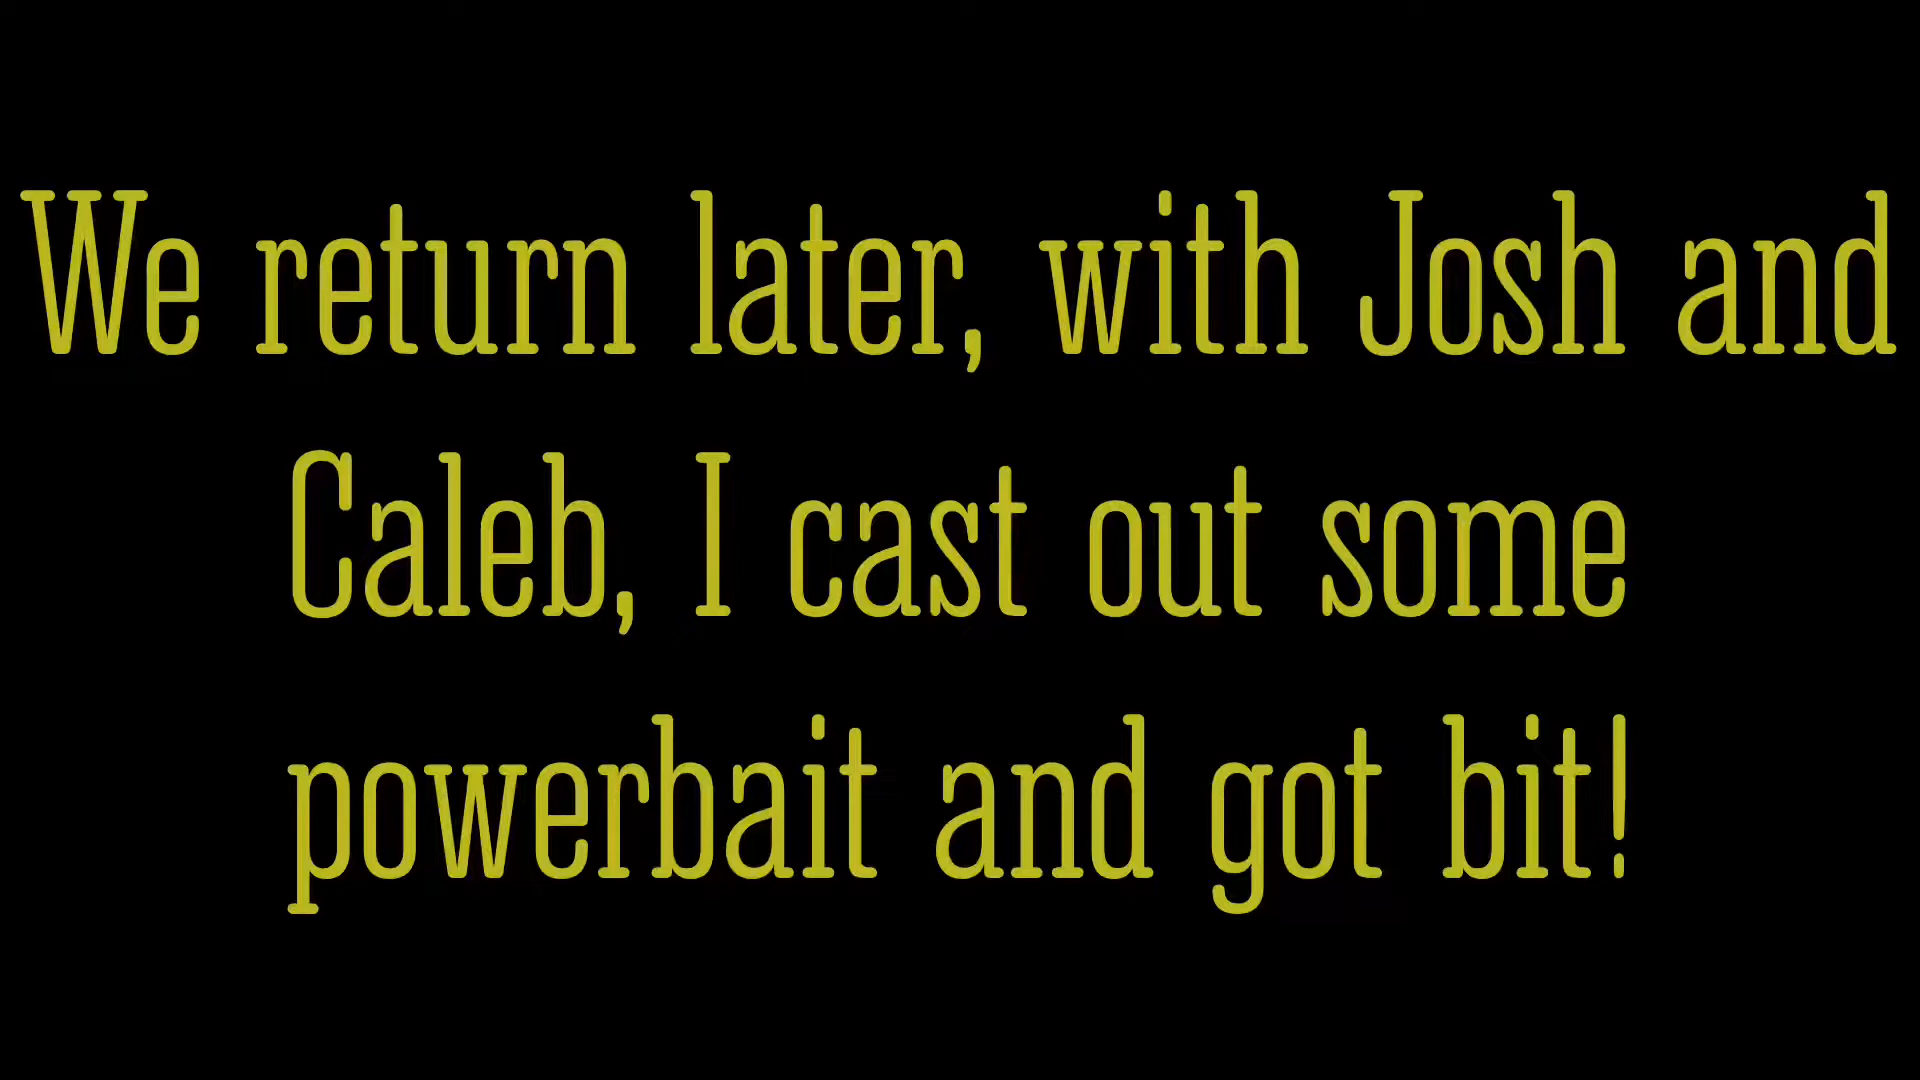 We return later, with Josh and
Caleb, I cast out some
powerbait and got bit!